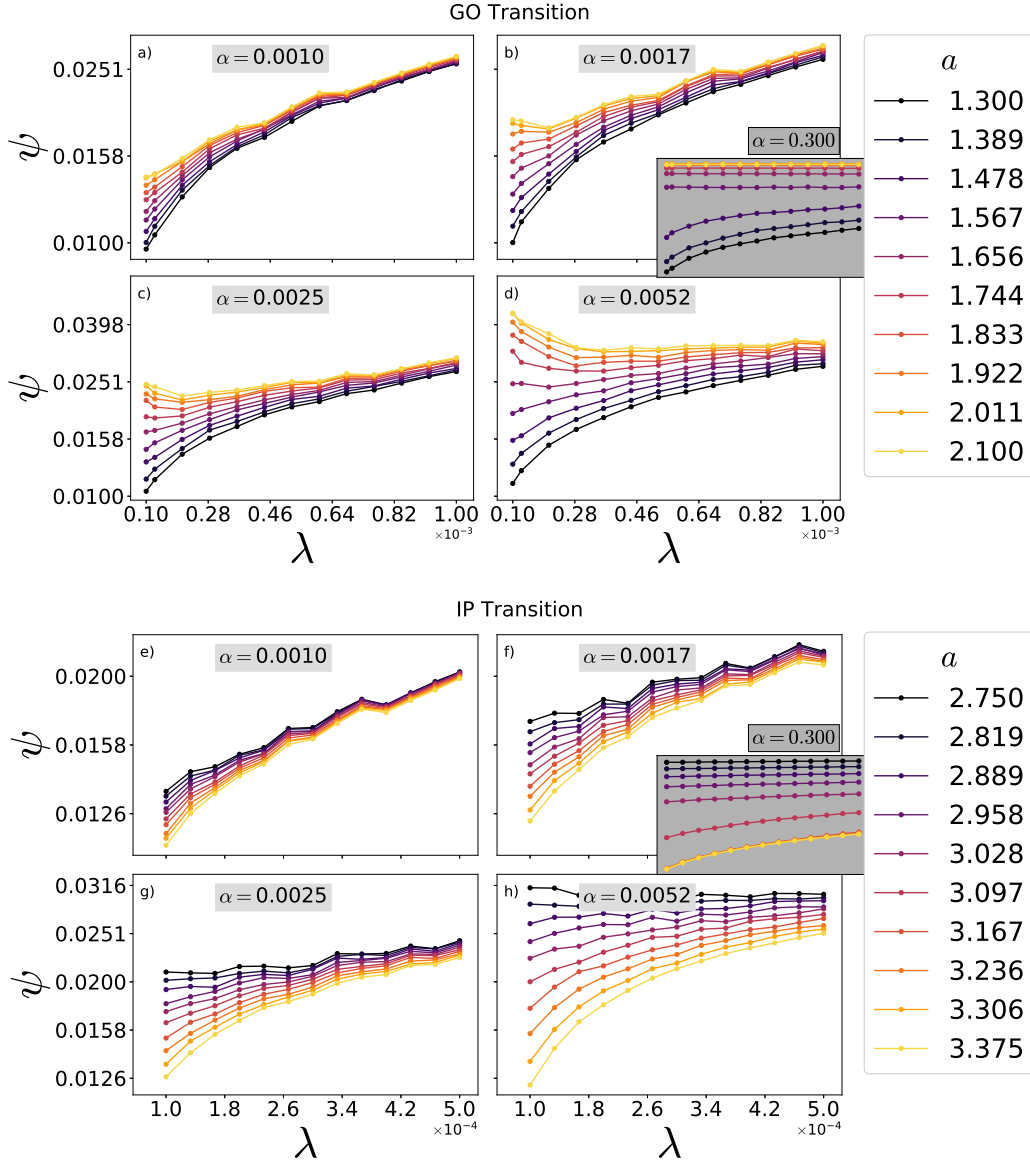 GO Transition
a) α = 0.0010
b) α = 0.0017
α = 0.300
c) α = 0.0025
d) α = 0.0052
ψ
0.0251
0.0158
0.0100
ψ
0.0398
0.0251
0.0158
0.0100
0.10 0.28 0.46 0.64 0.82 1.00
×10⁻³
λ
0.10 0.28 0.46 0.64 0.82 1.00
×10⁻³
λ
a
1.300
1.389
1.478
1.567
1.656
1.744
1.833
1.922
2.011
2.100
IP Transition
e) α = 0.0010
f) α = 0.0017
α = 0.300
g) α = 0.0025
h) α = 0.0052
ψ
0.0200
0.0158
0.0126
ψ
0.0316
0.0251
0.0200
0.0158
0.0126
1.0 1.8 2.6 3.4 4.2 5.0
×10⁻⁴
λ
1.0 1.8 2.6 3.4 4.2 5.0
×10⁻⁴
λ
a
2.750
2.819
2.889
2.958
3.028
3.097
3.167
3.236
3.306
3.375